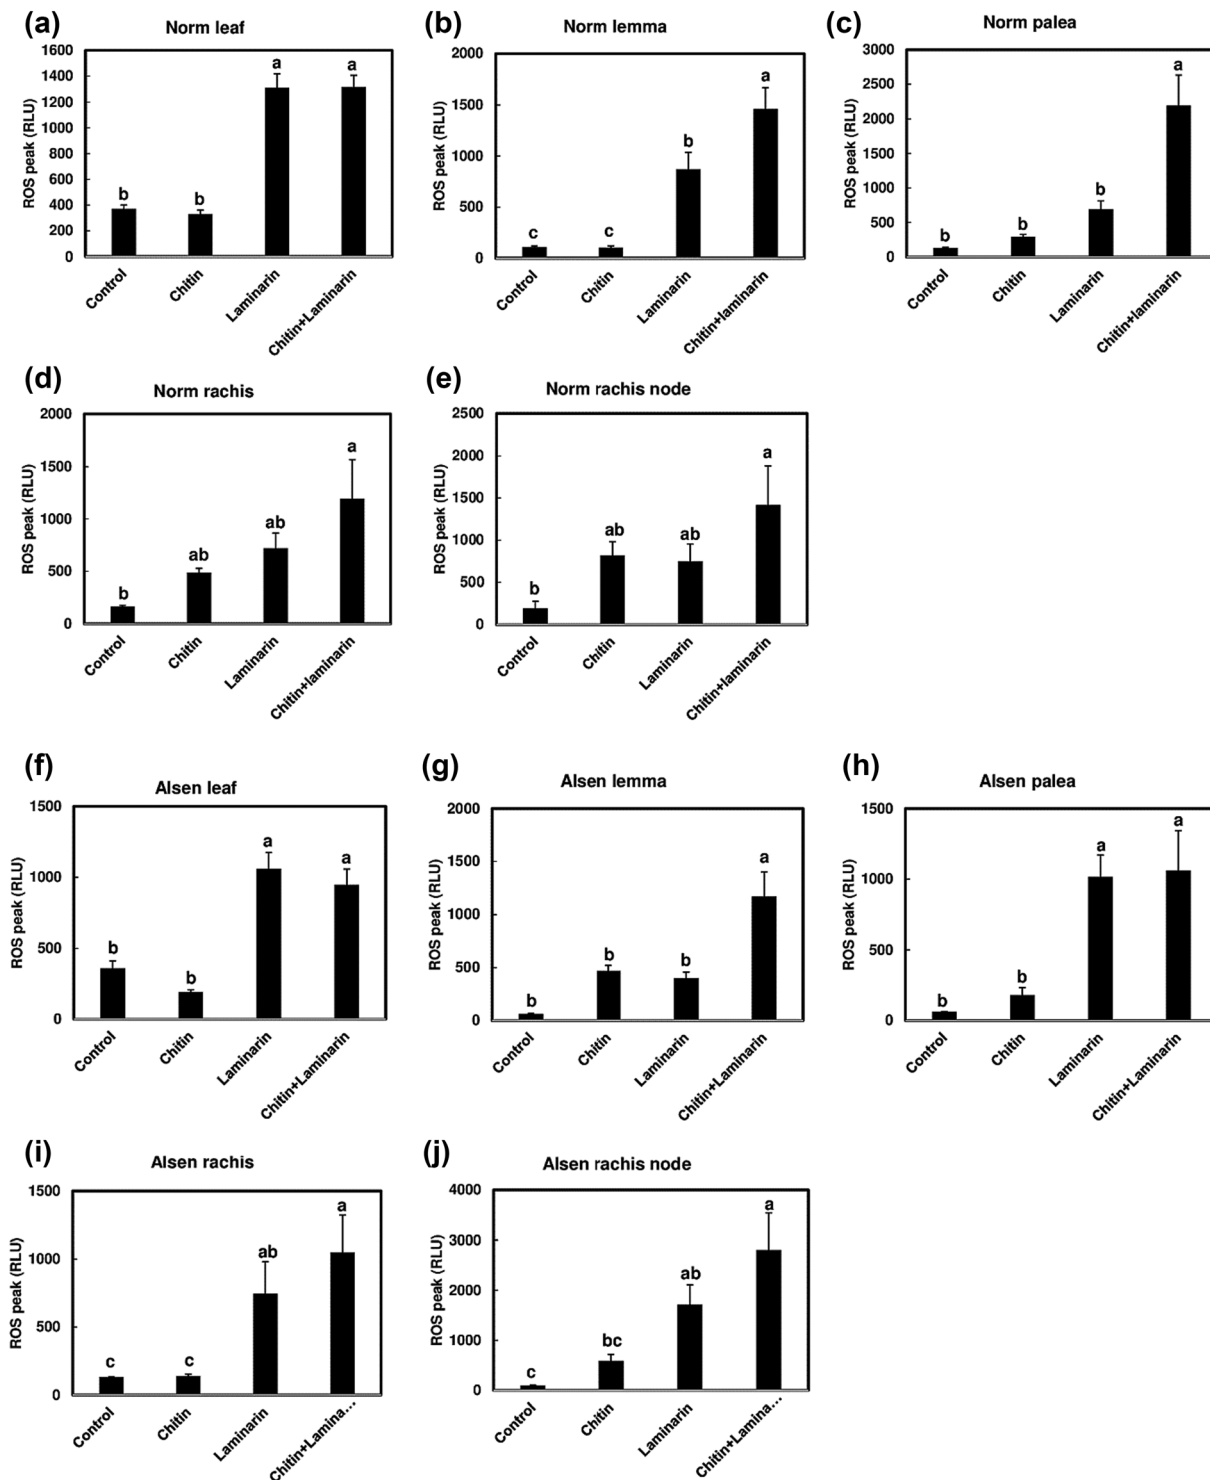 (a)
Norm leaf
ROS peak (RLU)
1600
1400
1200
1000
800
600
400
200
0
b
b
a
a
Control
Chitin
Laminarin
Chitin+Laminarin
(b)
Norm lemma
ROS peak (RLU)
2000
1500
1000
500
0
c
c
b
a
Control
Chitin
Laminarin
Chitin+laminarin
(c)
Norm palea
ROS peak (RLU)
3000
2500
2000
1500
1000
500
0
b
b
b
a
Control
Chitin
Laminarin
Chitin+laminarin
(d)
Norm rachis
ROS peak (RLU)
2000
1500
1000
500
0
b
ab
ab
a
Control
Chitin
Laminarin
Chitin+laminarin
(e)
Norm rachis node
ROS peak (RLU)
2500
2000
1500
1000
500
0
b
ab
ab
a
Control
Chitin
Laminarin
Chitin+laminarin
(f)
Alsen leaf
ROS peak (RLU)
1500
1000
500
0
b
b
a
a
Control
Chitin
Laminarin
Chitin+Laminarin
(g)
Alsen lemma
ROS peak (RLU)
2000
1500
1000
500
0
b
b
b
a
Control
Chitin
Laminarin
Chitin+Laminarin
(h)
Alsen palea
ROS peak (RLU)
1500
1000
500
0
b
b
a
a
Control
Chitin
Laminarin
Chitin+Laminarin
(i)
Alsen rachis
ROS peak (RLU)
1500
1000
500
0
c
c
ab
a
Control
Chitin
Laminarin
Chitin+Lamina...
(j)
Alsen rachis node
ROS peak (RLU)
4000
3000
2000
1000
0
c
bc
ab
a
Control
Chitin
Laminarin
Chitin+Lamina...